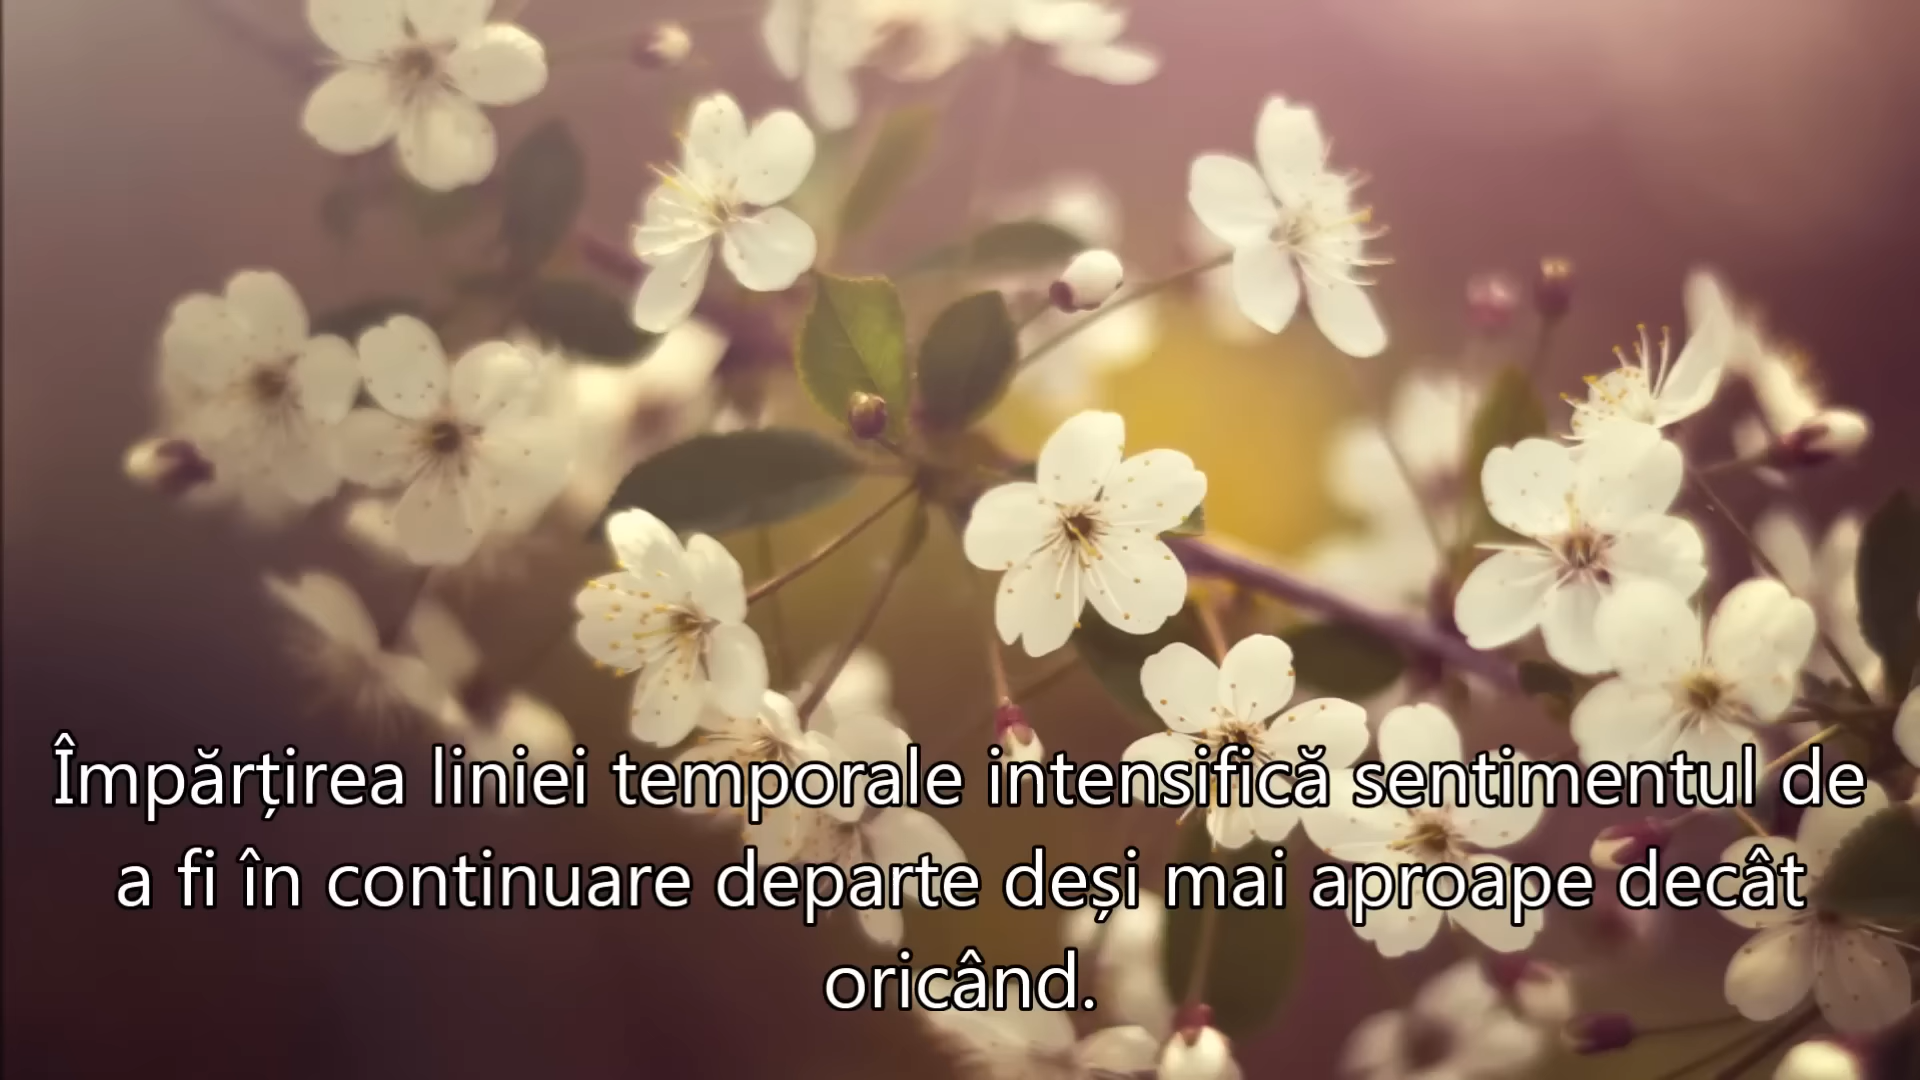 Împărțirea liniei temporale intensifică sentimentul de
a fi în continuare departe deși mai aproape decât
oricând.